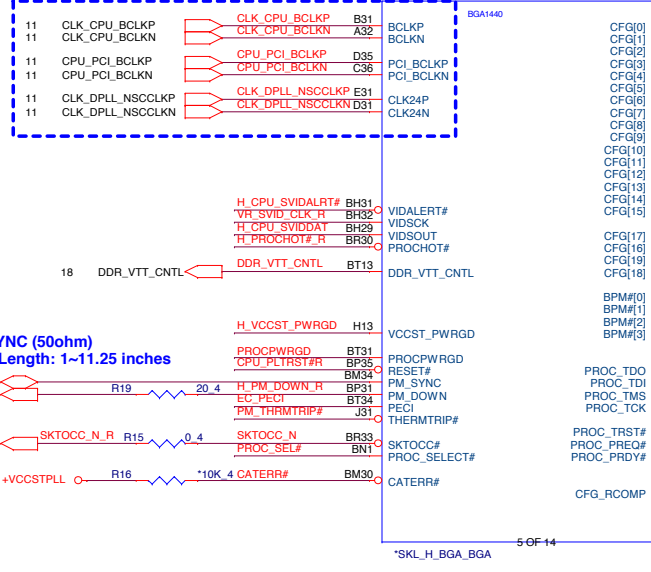 BGA1440
11 CLK_CPU_BCLKP CLK_CPU_BCLKP B31 BCLKP CFG[0]
11 CLK_CPU_BCLKN CLK_CPU_BCLKN A32 BCLKN CFG[1]
CFG[2]
11 CPU_PCI_BCLKP CPU_PCI_BCLKP D35 PCI_BCLKP CFG[3]
11 CPU_PCI_BCLKN CPU_PCI_BCLKN C36 PCI_BCLKN CFG[4]
CFG[5]
11 CLK_DPLL_NSCCLKP CLK_DPLL_NSCCLKP E31 CLK24P CFG[6]
11 CLK_DPLL_NSCCLKN CLK_DPLL_NSCCLKN D31 CLK24N CFG[7]
CFG[8]
CFG[9]
CFG[10]
CFG[11]
CFG[12]
CFG[13]
CFG[14]
H_CPU_SVIDALRT# BH31 VIDALERT# CFG[15]
VR_SVID_CLK_R BH32 VIDSCK
H_CPU_SVIDDAT BH29 VIDSOUT CFG[17]
H_PROCHOT#_R BR30 PROCHOT# CFG[16]
CFG[19]
18 DDR_VTT_CNTL DDR_VTT_CNTL BT13 DDR_VTT_CNTL CFG[18]
BPM#[0]
BPM#[1]
BPM#[2]
H_VCCST_PWRGD H13 VCCST_PWRGD BPM#[3]
YNC (50ohm)
Length: 1~11.25 inches
PROCPWRGD BT31 PROCPWRGD
CPU_PLTRST#R BP35 RESET# PROC_TDO
BM34 PM_SYNC PROC_TDI
R19 20_4 H_PM_DOWN_R BP31 PM_DOWN PROC_TMS
EC_PECI BT34 PECI PROC_TCK
PM_THRMTRIP# J31 THERMTRIP#
PROC_TRST#
SKTOCC_N_R R15 0_4 SKTOCC_N BR33 SKTOCC# PROC_PREQ#
PROC_SEL# BN1 PROC_SELECT# PROC_PRDY#
+VCCSTPLL R16 *10K_4 CATERR# BM30 CATERR#
CFG_RCOMP
5 OF 14
*SKL_H_BGA_BGA